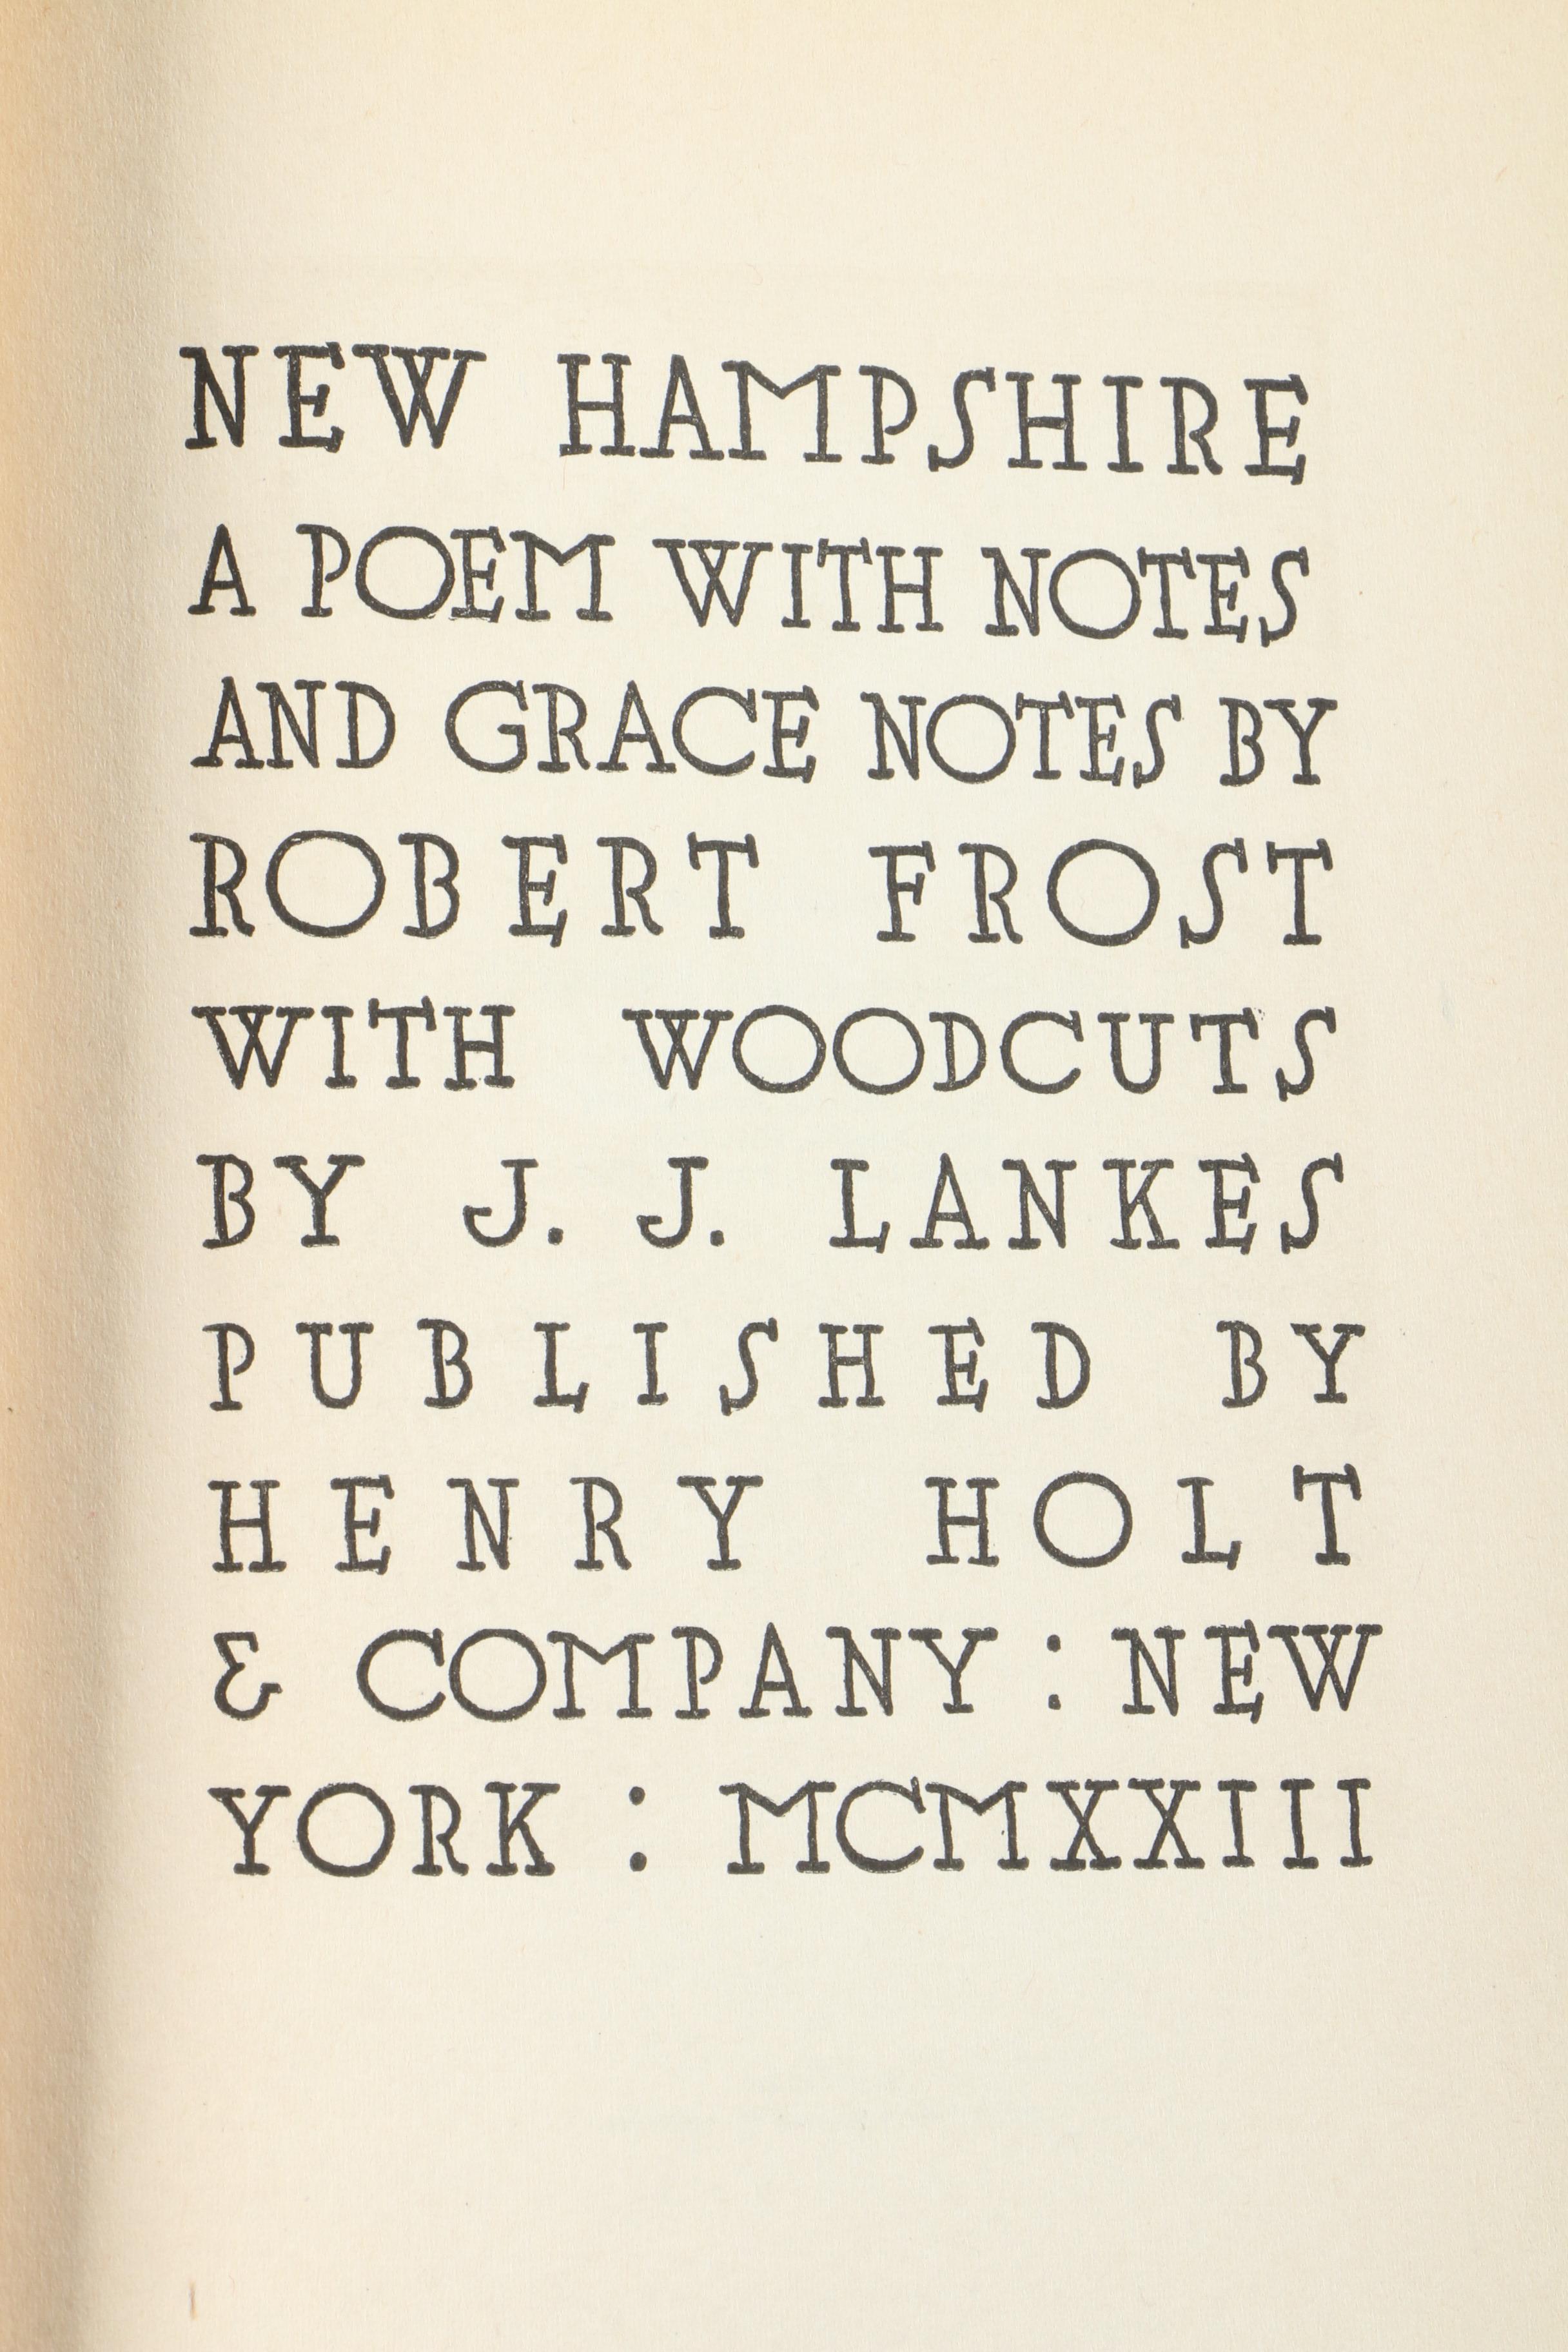 NEW HAMPSHIRE
A POEM WITH NOTES
AND GRACE NOTES BY
ROBERT FROST
WITH WOODCUTS
BY J. J. LANKES
PUBLISHED BY
HENRY HOLT
& COMPANY : NEW
YORK : MCMXXIII